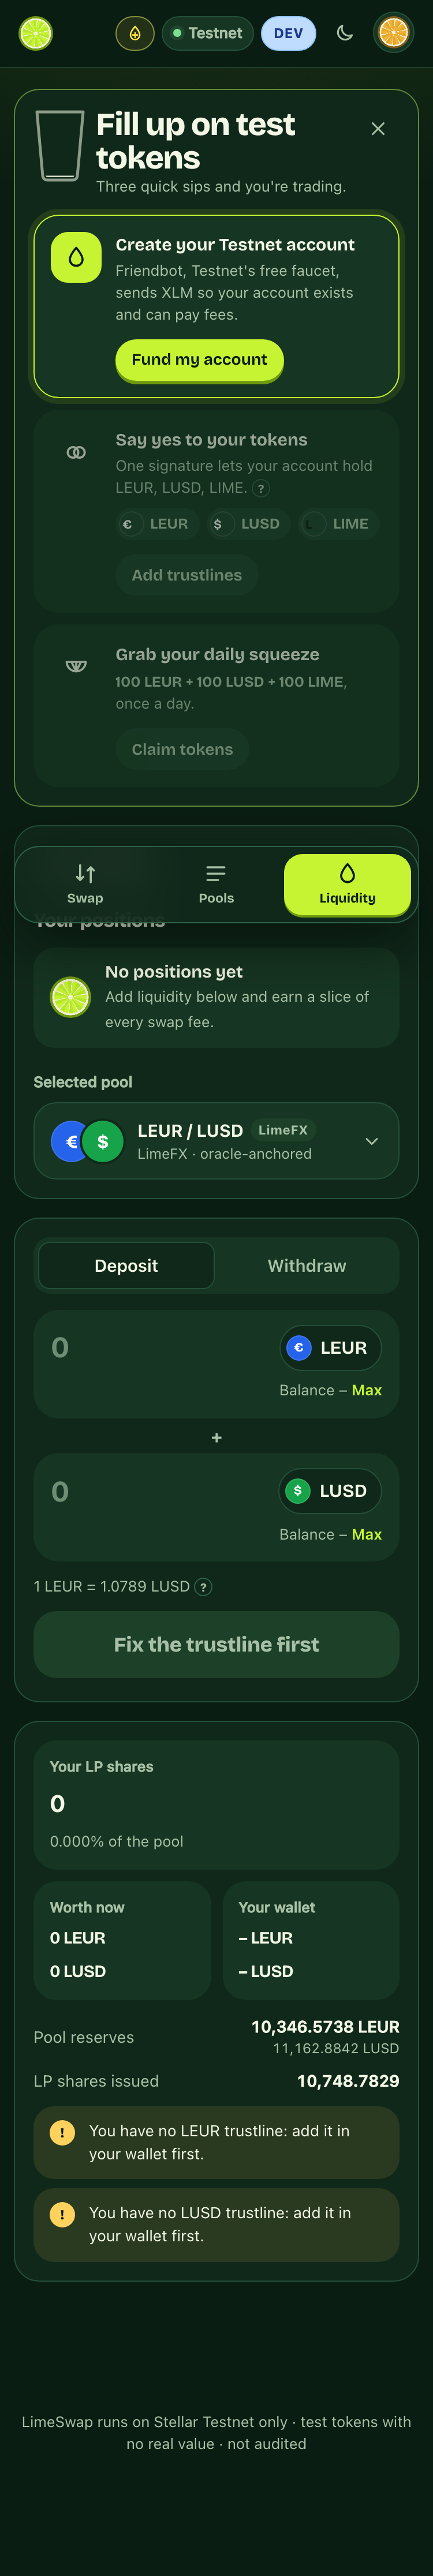 Testnet
DEV
Fill up on test
tokens
Three quick sips and you're trading.
Create your Testnet account
Friendbot, Testnet's free faucet,
sends XLM so your account exists
and can pay fees.
Fund my account
Say yes to your tokens
One signature lets your account hold
LEUR, LUSD, LIME. ?
€ LEUR $ LUSD L LIME
Add trustlines
Grab your daily squeeze
100 LEUR + 100 LUSD + 100 LIME,
once a day.
Claim tokens
Swap Pools Liquidity
Your positions
No positions yet
Add liquidity below and earn a slice of
every swap fee.
Selected pool
€ $ LEUR / LUSD LimeFX
LimeFX · oracle-anchored
Deposit Withdraw
0 € LEUR
Balance – Max
+
0 $ LUSD
Balance – Max
1 LEUR = 1.0789 LUSD ?
Fix the trustline first
Your LP shares
0
0.000% of the pool
Worth now
0 LEUR
0 LUSD
Your wallet
– LEUR
– LUSD
Pool reserves 10,346.5738 LEUR
11,162.8842 LUSD
LP shares issued 10,748.7829
! You have no LEUR trustline: add it in
your wallet first.
! You have no LUSD trustline: add it in
your wallet first.
LimeSwap runs on Stellar Testnet only · test tokens with
no real value · not audited